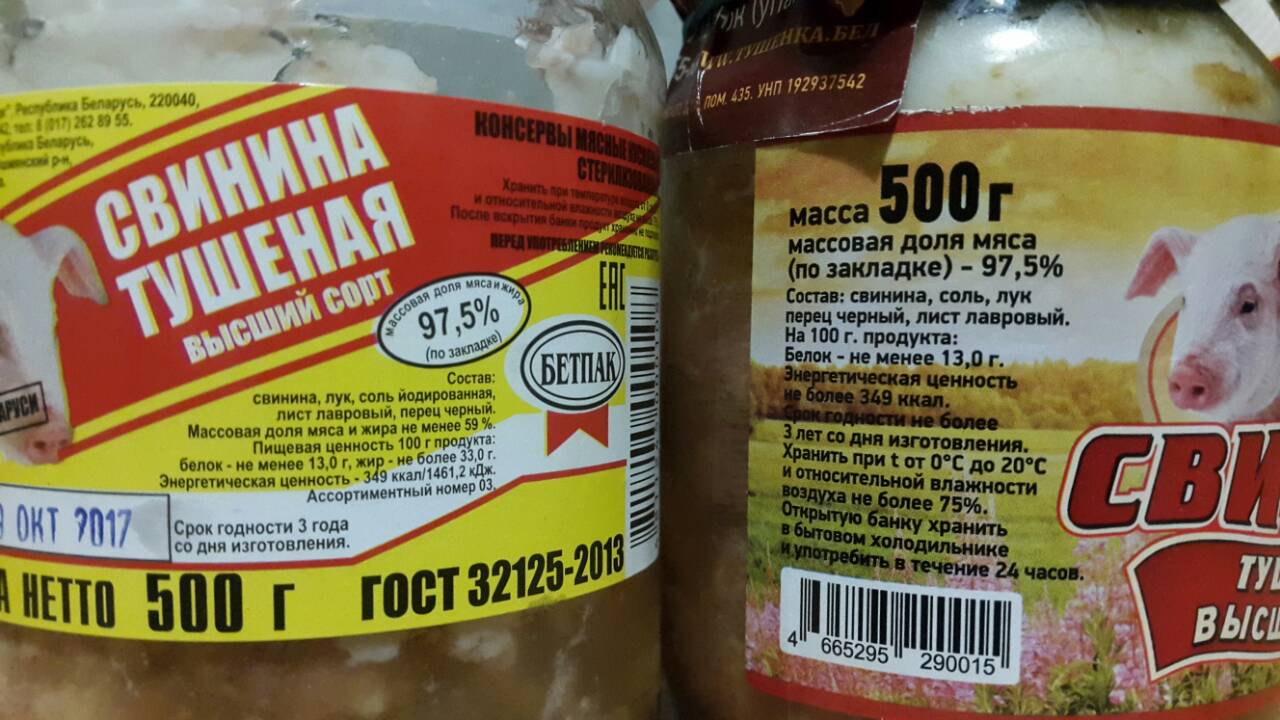 Республика Беларусь, 220040,
тел: 8 (017) 262 89 55.
Беларусь,
р-н,
СВИНИНА
ТУШЕНАЯ
ВЫСШИЙ СОРТ
КОНСЕРВЫ МЯСНЫЕ
Хранить при температуре
и относительной влажности воздуха
После вскрытия банки продукт
ПЕРЕД УПОТРЕБЛЕНИЕМ РЕКОМЕНДУЕТСЯ
EAC
массовая доля мяса и жира
97,5%
(по закладке)
БЕТПАК
Состав:
свинина, лук, соль йодированная,
лист лавровый, перец черный.
Массовая доля мяса и жира не менее 59 %.
Пищевая ценность 100 г продукта:
белок - не менее 13,0 г, жир - не более 33,0 г.
Энергетическая ценность - 349 ккал/1461,2 кДж.
Ассортиментный номер 03.
ОКТ 2017
Срок годности 3 года
со дня изготовления.
НЕТТО 500 г ГОСТ 32125-2013
ТУШЕНКА.БЕЛ
ПОМ. 435. УНП 192937542
масса 500 г
массовая доля мяса
(по закладке) – 97,5%
Состав: свинина, соль, лук
перец черный, лист лавровый.
На 100 г. продукта:
Белок - не менее 13,0 г.
Энергетическая ценность
не более 349 ккал.
Срок годности не более
3 лет со дня изготовления.
Хранить при t от 0°С до 20°С
и относительной влажности
воздуха не более 75%.
Открытую банку хранить
в бытовом холодильнике
и употребить в течение 24 часов.
4 665295 290015
СВИ
ТУ
ВЫСШ